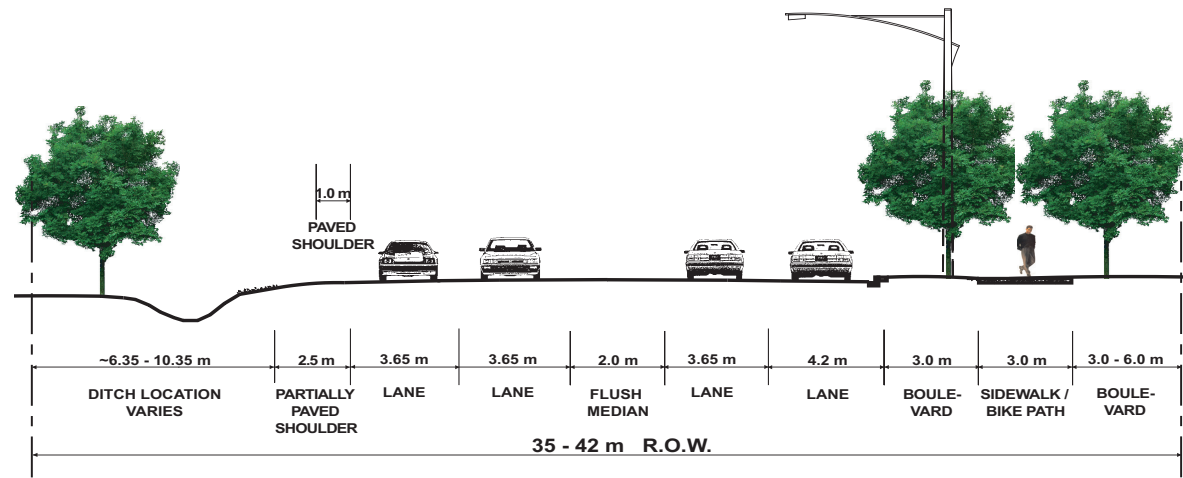 1.0 m
PAVED
SHOULDER
~6.35 - 10.35 m
2.5 m
3.65 m
3.65 m
2.0 m
3.65 m
4.2 m
3.0 m
3.0 m
3.0 - 6.0 m
DITCH LOCATION
VARIES
PARTIALLY
PAVED
SHOULDER
LANE
LANE
FLUSH
MEDIAN
LANE
LANE
BOULE-
VARD
SIDEWALK /
BIKE PATH
BOULE-
VARD
35 - 42 m R.O.W.